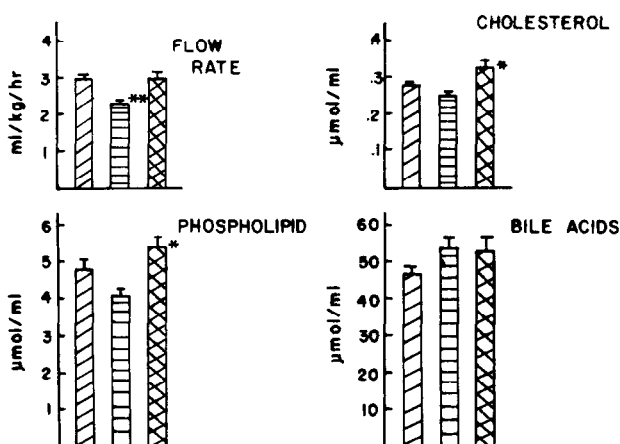 FLOW
RATE
ml/kg/hr
4
3
2
1
**
CHOLESTEROL
μmol/ml
.4
.3
.2
.1
*
PHOSPHOLIPID
μmol/ml
6
5
4
3
2
1
*
BILE ACIDS
μmol/ml
60
50
40
30
20
10